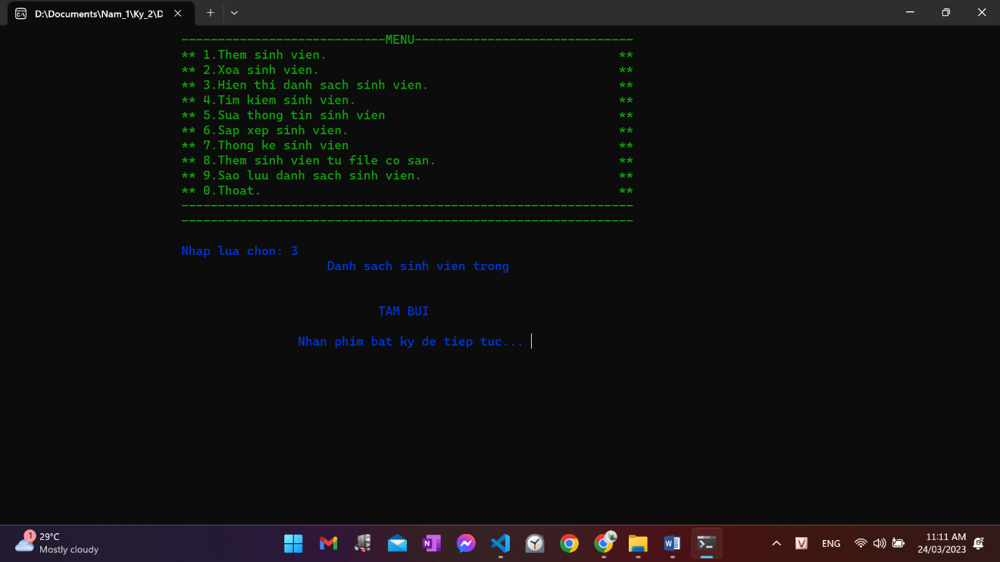 D:\Documents\Nam_1\Ky_2\D
----------------------------MENU------------------------------
** 1.Them sinh vien. **
** 2.Xoa sinh vien. **
** 3.Hien thi danh sach sinh vien. **
** 4.Tim kiem sinh vien. **
** 5.Sua thong tin sinh vien **
** 6.Sap xep sinh vien. **
** 7.Thong ke sinh vien **
** 8.Them sinh vien tu file co san. **
** 9.Sao luu danh sach sinh vien. **
** 0.Thoat. **
--------------------------------------------------------------
--------------------------------------------------------------
Nhap lua chon: 3
Danh sach sinh vien trong
TAM BUI
Nhan phim bat ky de tiep tuc...
1
29°C
Mostly cloudy
ENG
11:11 AM
24/03/2023